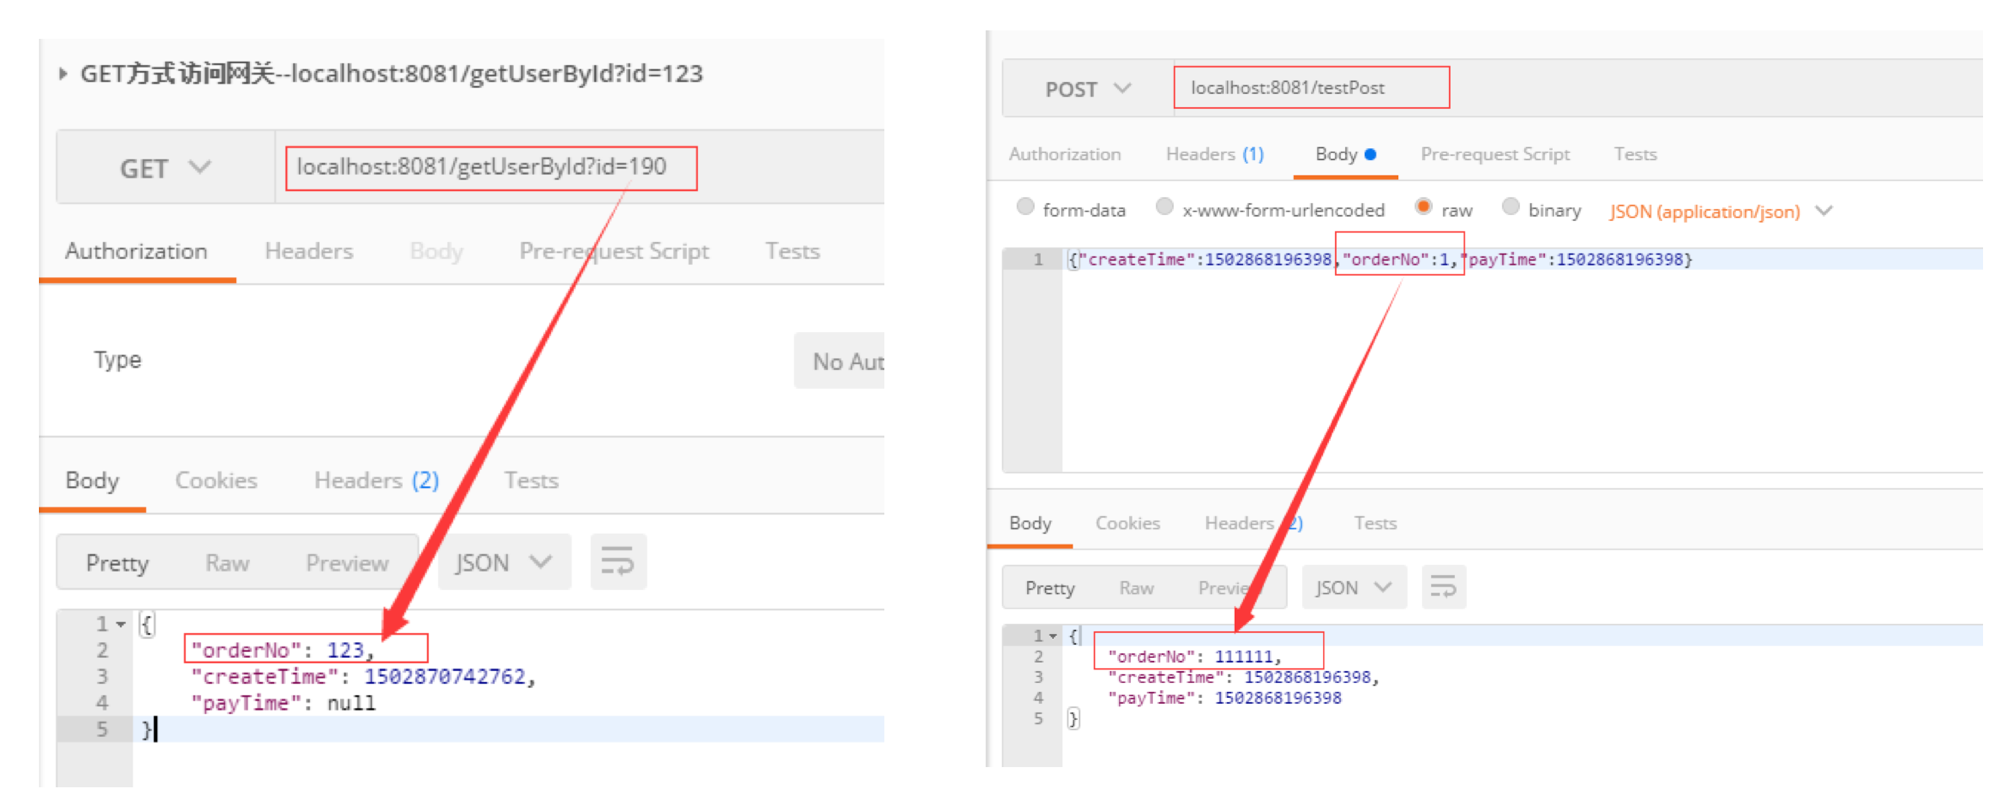 GET方式访问网关--localhost:8081/getUserById?id=123
GET localhost:8081/getUserById?id=190
Authorization Headers Body Pre-request Script Tests
Type No Aut
Body Cookies Headers (2) Tests
Pretty Raw Preview JSON
1 {
2 "orderNo": 123,
3 "createTime": 1502870742762,
4 "payTime": null
5 }
POST localhost:8081/testPost
Authorization Headers (1) Body Pre-request Script Tests
form-data x-www-form-urlencoded raw binary JSON (application/json)
1 {"createTime":1502868196398,"orderNo":1,"payTime":1502868196398}
Body Cookies Headers (2) Tests
Pretty Raw Preview JSON
1 {
2 "orderNo": 111111,
3 "createTime": 1502868196398,
4 "payTime": 1502868196398
5 }